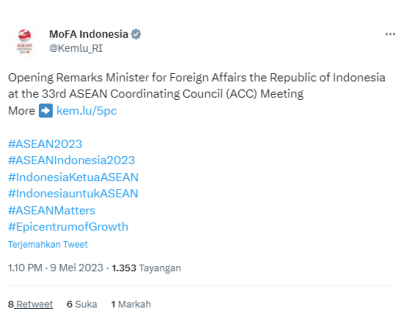 MoFA Indonesia
@Kemlu_RI
Opening Remarks Minister for Foreign Affairs the Republic of Indonesia
at the 33rd ASEAN Coordinating Council (ACC) Meeting
More ➡️ kem.lu/5pc
#ASEAN2023
#ASEANIndonesia2023
#IndonesiaKetuaASEAN
#IndonesiauntukASEAN
#ASEANMatters
#EpicentrumofGrowth
Terjemahkan Tweet
1.10 PM · 9 Mei 2023 · 1.353 Tayangan
8 Retweet 6 Suka 1 Markah